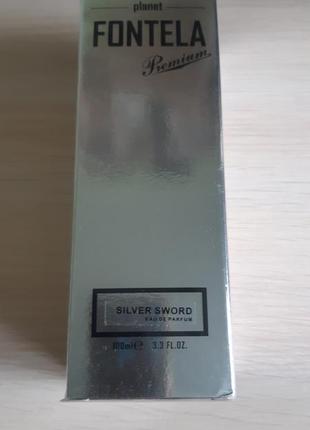 planet
FONTELA
Premium
SILVER SWORD
EAU DE PARFUM
100ml℮ 3.3 FL.OZ.